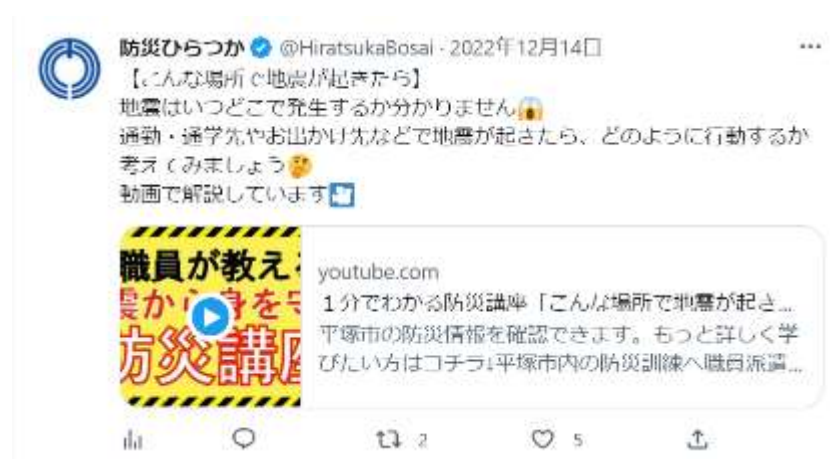 防災ひらつか @HiratsukaBosai · 2022年12月14日
【こんな場所で地震が起きたら】
地震はいつどこで発生するか分かりません😱
通勤・通学先やお出かけ先などで地震が起きたら、どのように行動するか
考えてみましょう🤔
動画で解説しています🎦
職員が教える
震から身を守
防災講座
youtube.com
1分でわかる防災講座「こんな場所で地震が起き...
平塚市の防災情報を確認できます。もっと詳しく学
びたい方はコチラ↓平塚市内の防災訓練へ職員派遣...
2
5